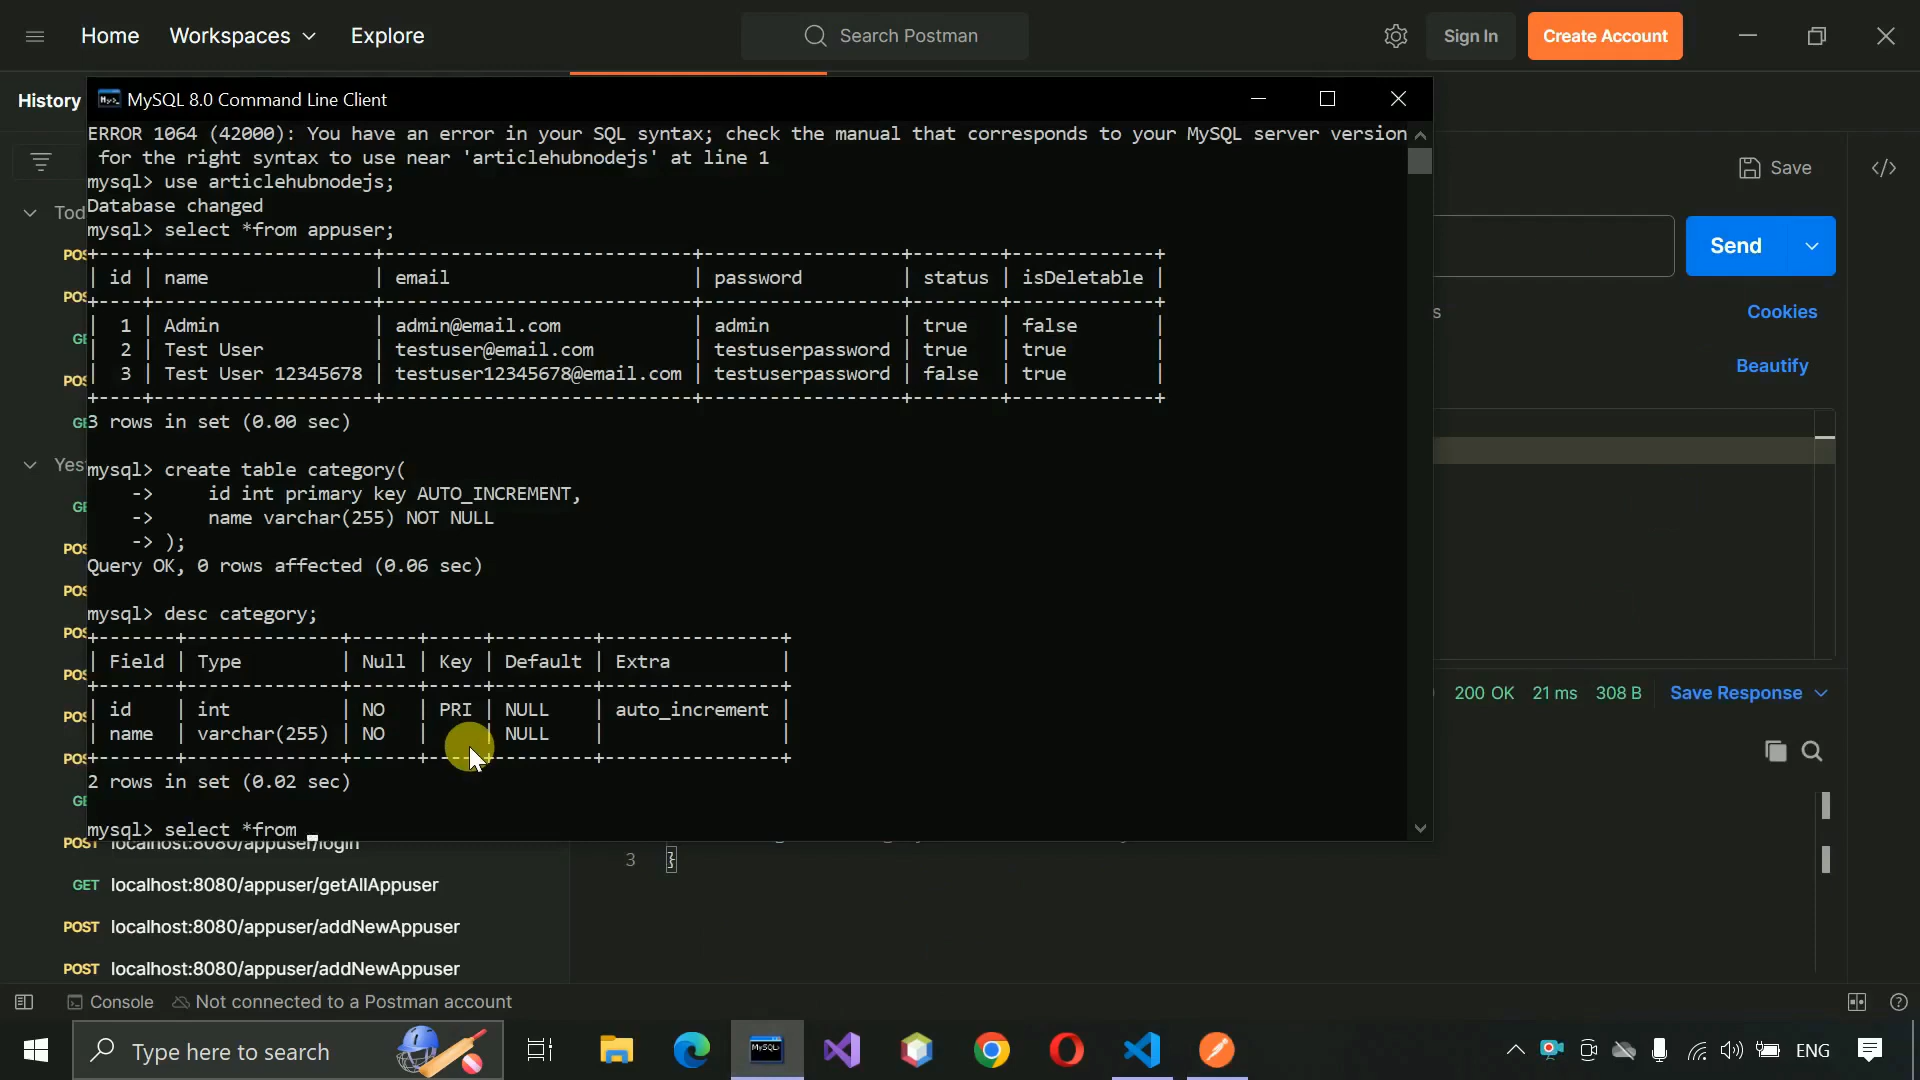 Home Workspaces Explore Search Postman Sign In Create Account
History
MySQL 8.0 Command Line Client
ERROR 1064 (42000): You have an error in your SQL syntax; check the manual that corresponds to your MySQL server version
for the right syntax to use near 'articlehubnodejs' at line 1
mysql> use articlehubnodejs;
Database changed
mysql> select *from appuser;
+----+--------------------+----------------------------+------------------+--------+-------------+
| id | name | email | password | status | isDeletable |
+----+--------------------+----------------------------+------------------+--------+-------------+
| 1 | Admin | admin@email.com | admin | true | false |
| 2 | Test User | testuser@email.com | testuserpassword | true | true |
| 3 | Test User 12345678 | testuser12345678@email.com | testuserpassword | false | true |
+----+--------------------+----------------------------+------------------+--------+-------------+
3 rows in set (0.00 sec)
mysql> create table category(
-> id int primary key AUTO_INCREMENT,
-> name varchar(255) NOT NULL
-> );
Query OK, 0 rows affected (0.06 sec)
mysql> desc category;
+-------+--------------+------+-----+---------+----------------+
| Field | Type | Null | Key | Default | Extra |
+-------+--------------+------+-----+---------+----------------+
| id | int | NO | PRI | NULL | auto_increment |
| name | varchar(255) | NO | | NULL | |
+-------+--------------+------+-----+---------+----------------+
2 rows in set (0.02 sec)
mysql> select *from
Save
Send
Cookies
Beautify
200 OK 21 ms 308 B Save Response
3 }
POST localhost:8080/appuser/login
GET localhost:8080/appuser/getAllAppuser
POST localhost:8080/appuser/addNewAppuser
POST localhost:8080/appuser/addNewAppuser
Console Not connected to a Postman account
Type here to search
ENG